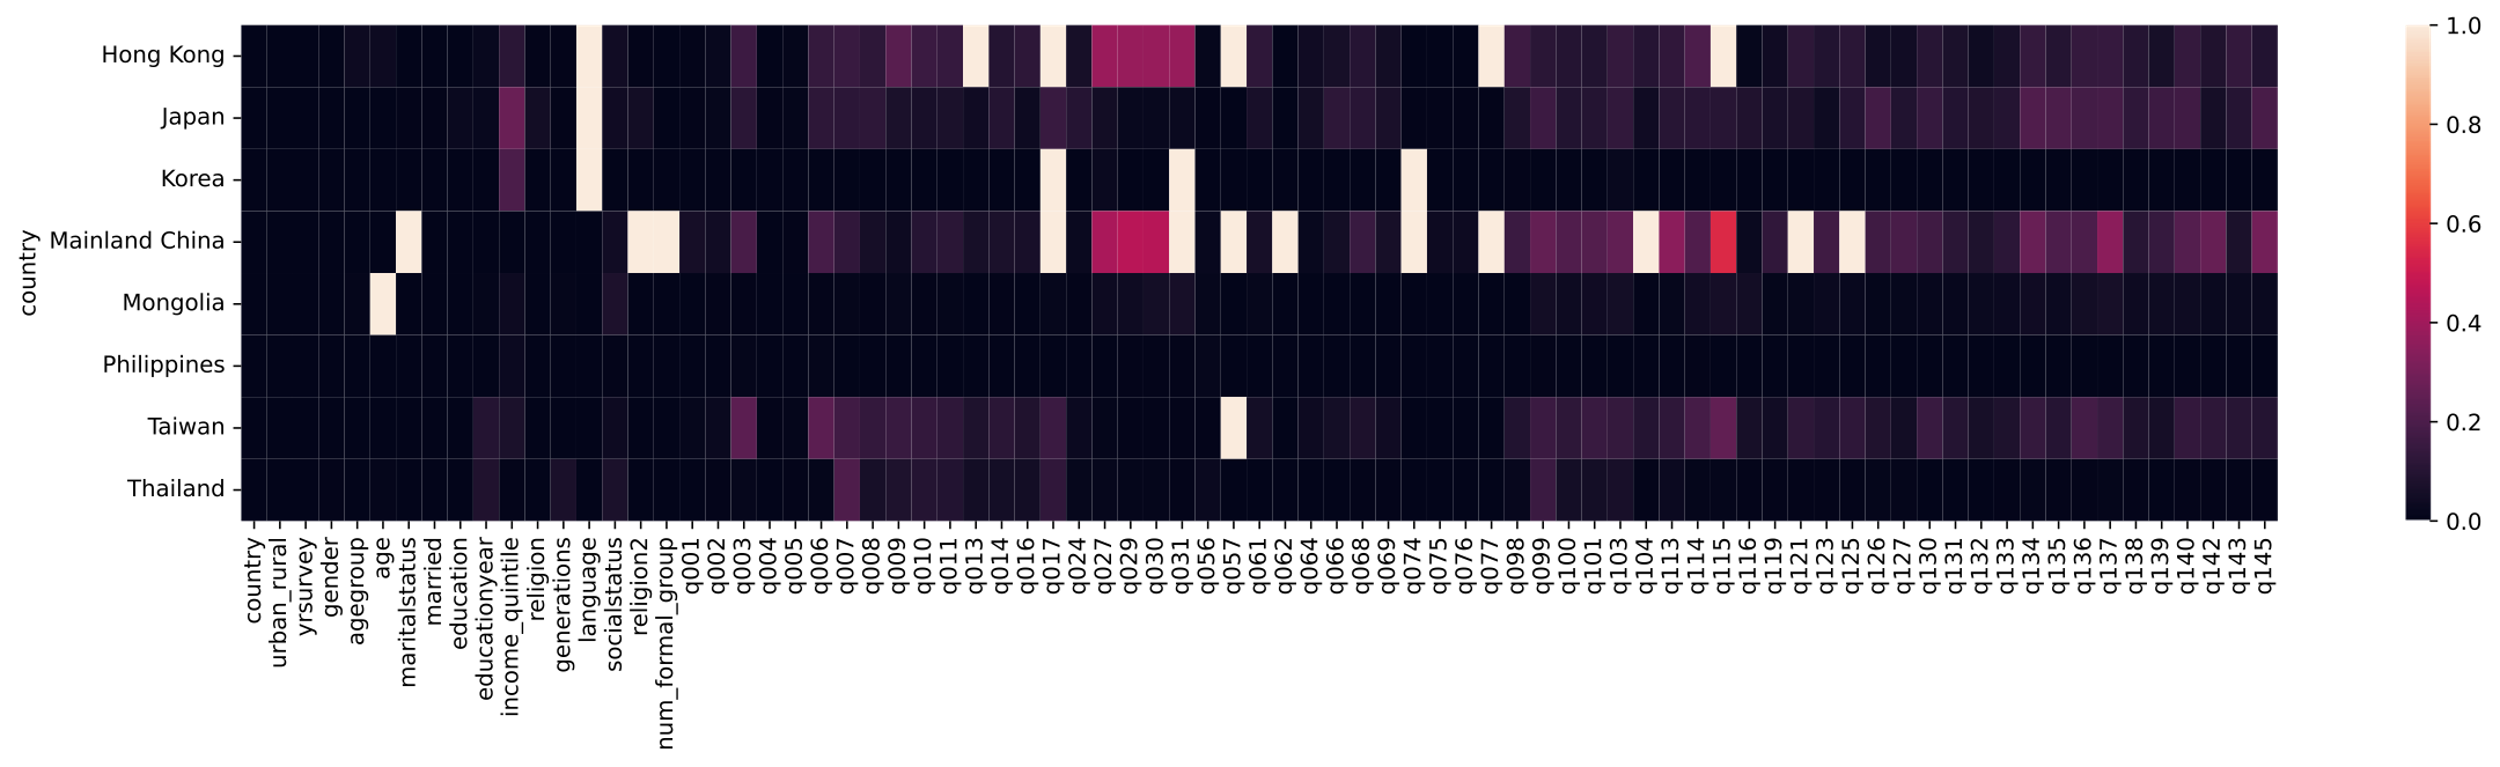 country
Hong Kong
Japan
Korea
Mainland China
Mongolia
Philippines
Taiwan
Thailand
country
urban_rural
yrsurvey
gender
agegroup
age
maritalstatus
married
education
educationyear
income_quintile
religion
generations
language
socialstatus
religion2
num_formal_group
q001
q002
q003
q004
q005
q006
q007
q008
q009
q0010
q011
q013
q014
q016
q017
q024
q027
q029
q030
q031
q056
q057
q061
q062
q064
q066
q068
q069
q074
q075
q076
q077
q098
q099
q100
q101
q103
q104
q113
q114
q115
q116
q119
q121
q123
q125
q126
q127
q130
q131
q132
q133
q134
q135
q136
q137
q138
q139
q140
q142
q143
q145
1.0
0.8
0.6
0.4
0.2
0.0